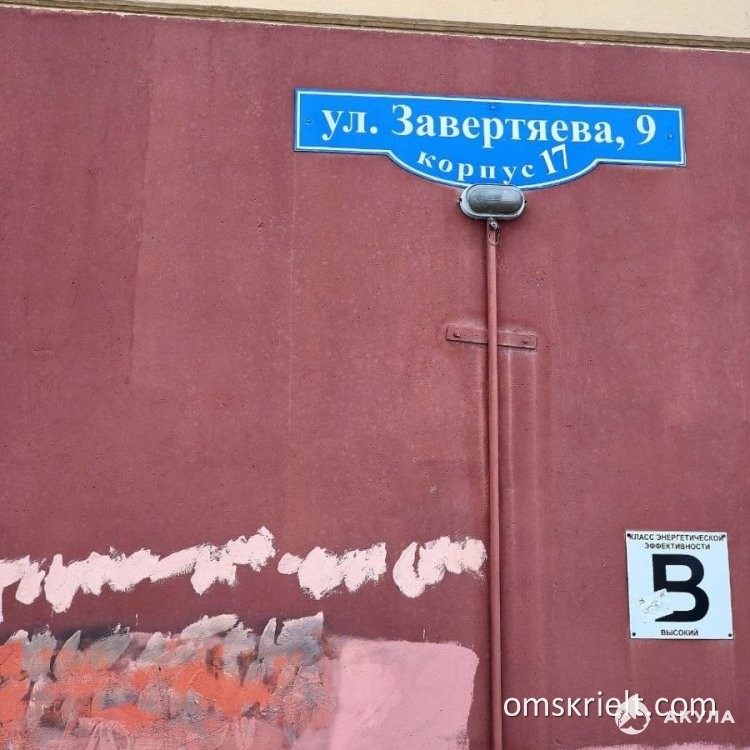 ул. Завертяева, 9
корпус 17
КЛАСС ЭНЕРГЕТИЧЕСКОЙ
ЭФФЕКТИВНОСТИ
В
ВЫСОКИЙ
omskrielt.com
АКУЛА